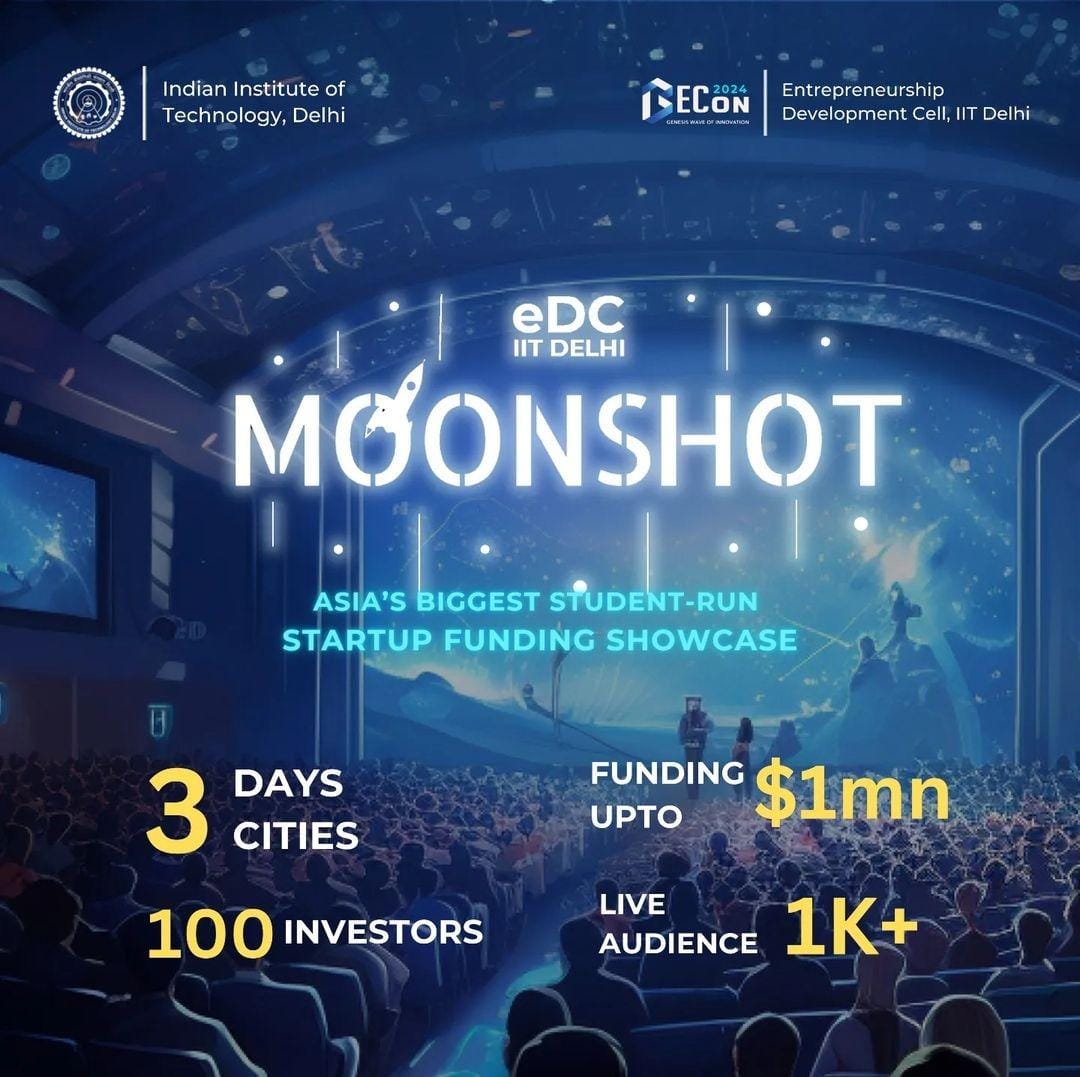 Indian Institute of
Technology, Delhi
GECON 2024
GENESIS WAVE OF INNOVATION
Entrepreneurship
Development Cell, IIT Delhi
eDC
IIT DELHI
MOONSHOT
ASIA'S BIGGEST STUDENT-RUN
STARTUP FUNDING SHOWCASE
3 DAYS
CITIES
100 INVESTORS
FUNDING
UPTO $1mn
LIVE
AUDIENCE 1K+